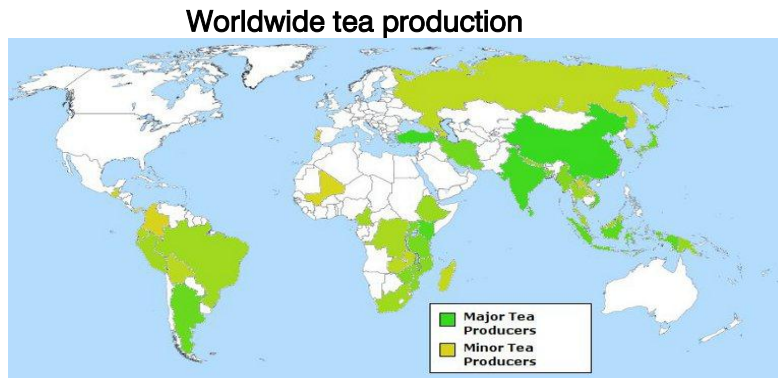 Worldwide tea production
Major Tea
Producers
Minor Tea
Producers